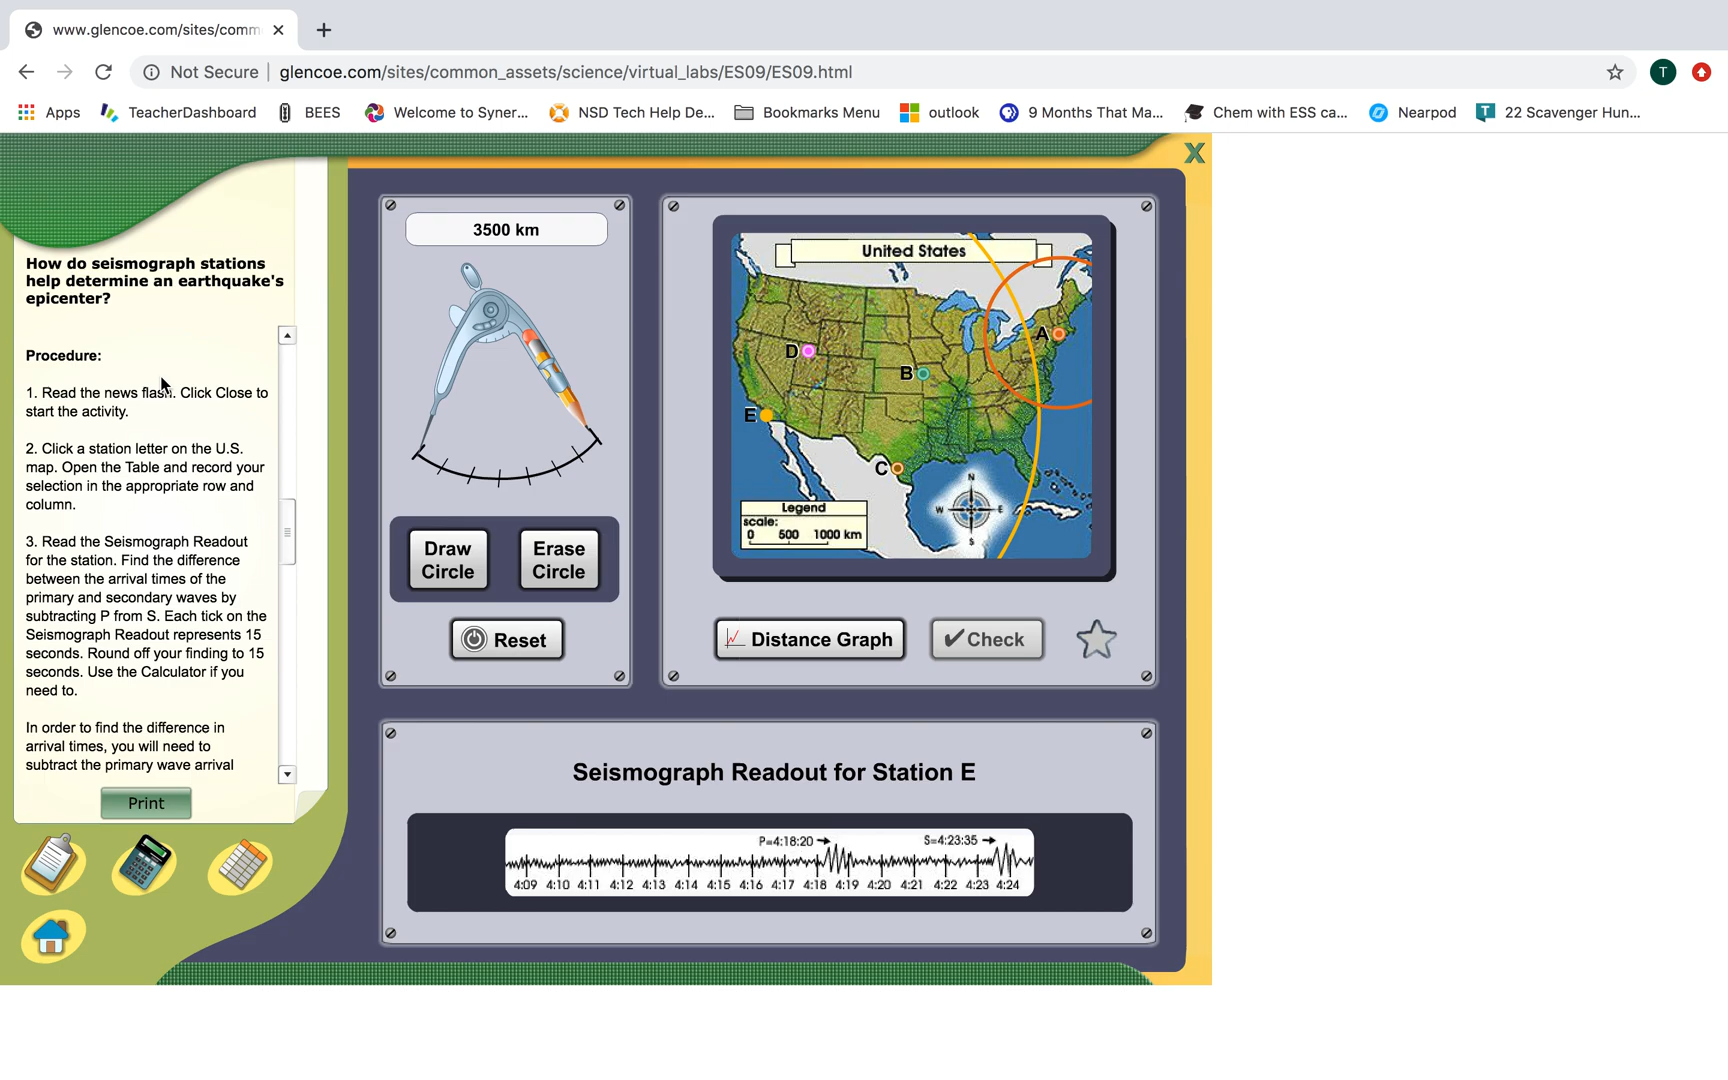 www.glencoe.com/sites/comm
Not Secure | glencoe.com/sites/common_assets/science/virtual_labs/ES09/ES09.html
T
Apps TeacherDashboard BEES Welcome to Syner... NSD Tech Help De... Bookmarks Menu outlook 9 Months That Ma... Chem with ESS ca... Nearpod 22 Scavenger Hun...
X
How do seismograph stations
help determine an earthquake's
epicenter?
Procedure:
1. Read the news flash. Click Close to
start the activity.
2. Click a station letter on the U.S.
map. Open the Table and record your
selection in the appropriate row and
column.
3. Read the Seismograph Readout
for the station. Find the difference
between the arrival times of the
primary and secondary waves by
subtracting P from S. Each tick on the
Seismograph Readout represents 15
seconds. Round off your finding to 15
seconds. Use the Calculator if you
need to.
In order to find the difference in
arrival times, you will need to
subtract the primary wave arrival
Print
3500 km
Draw
Circle
Erase
Circle
Reset
United States
A
D
B
E
C
N
W E
S
Legend
scale:
0 500 1000 km
Distance Graph
✔Check
Seismograph Readout for Station E
P=4:18:20 → S=4:23:35 →
4:09 4:10 4:11 4:12 4:13 4:14 4:15 4:16 4:17 4:18 4:19 4:20 4:21 4:22 4:23 4:24